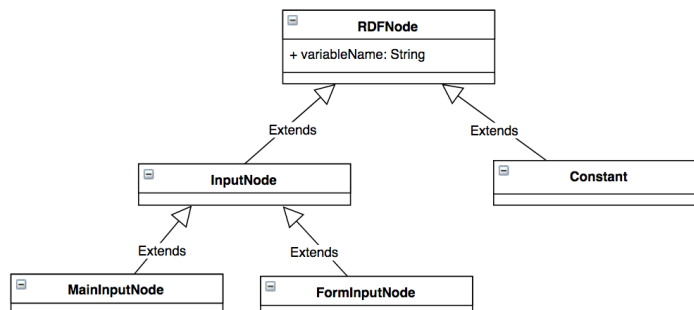 RDFNode
+ variableName: String
Extends
Extends
InputNode
Constant
Extends
Extends
MainInputNode
FormInputNode